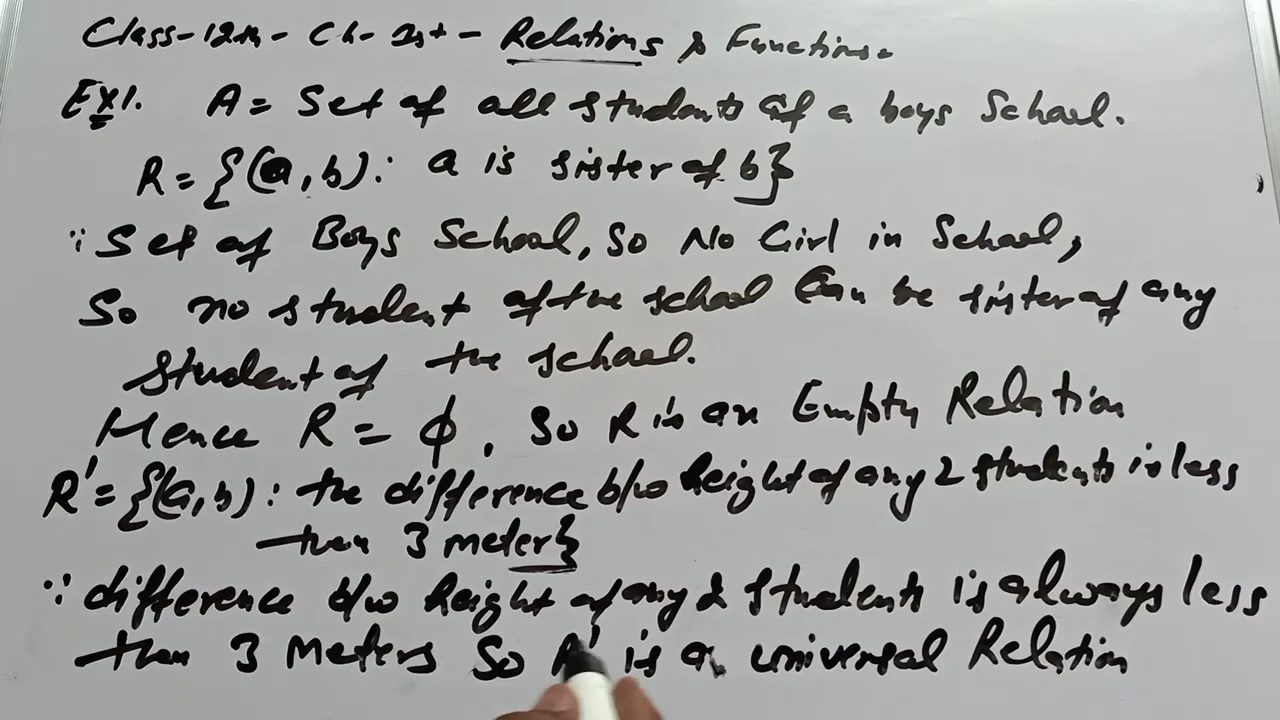 Class-12th - Ch-1st - Relations & Functions.
Ex1. A = Set of all students of a boys School.
R = {(a, b): a is sister of b}
∵ Set of Boys School, So No Girl in School,
So no student of the school can be sister of any
student of the school.
Hence R = ϕ, So R is an Empty Relation
R' = {(a, b): the difference b/w height of any 2 students is less
than 3 meter}
∵ difference b/w height of any 2 students is always less
than 3 Meters So R' is a universal Relation